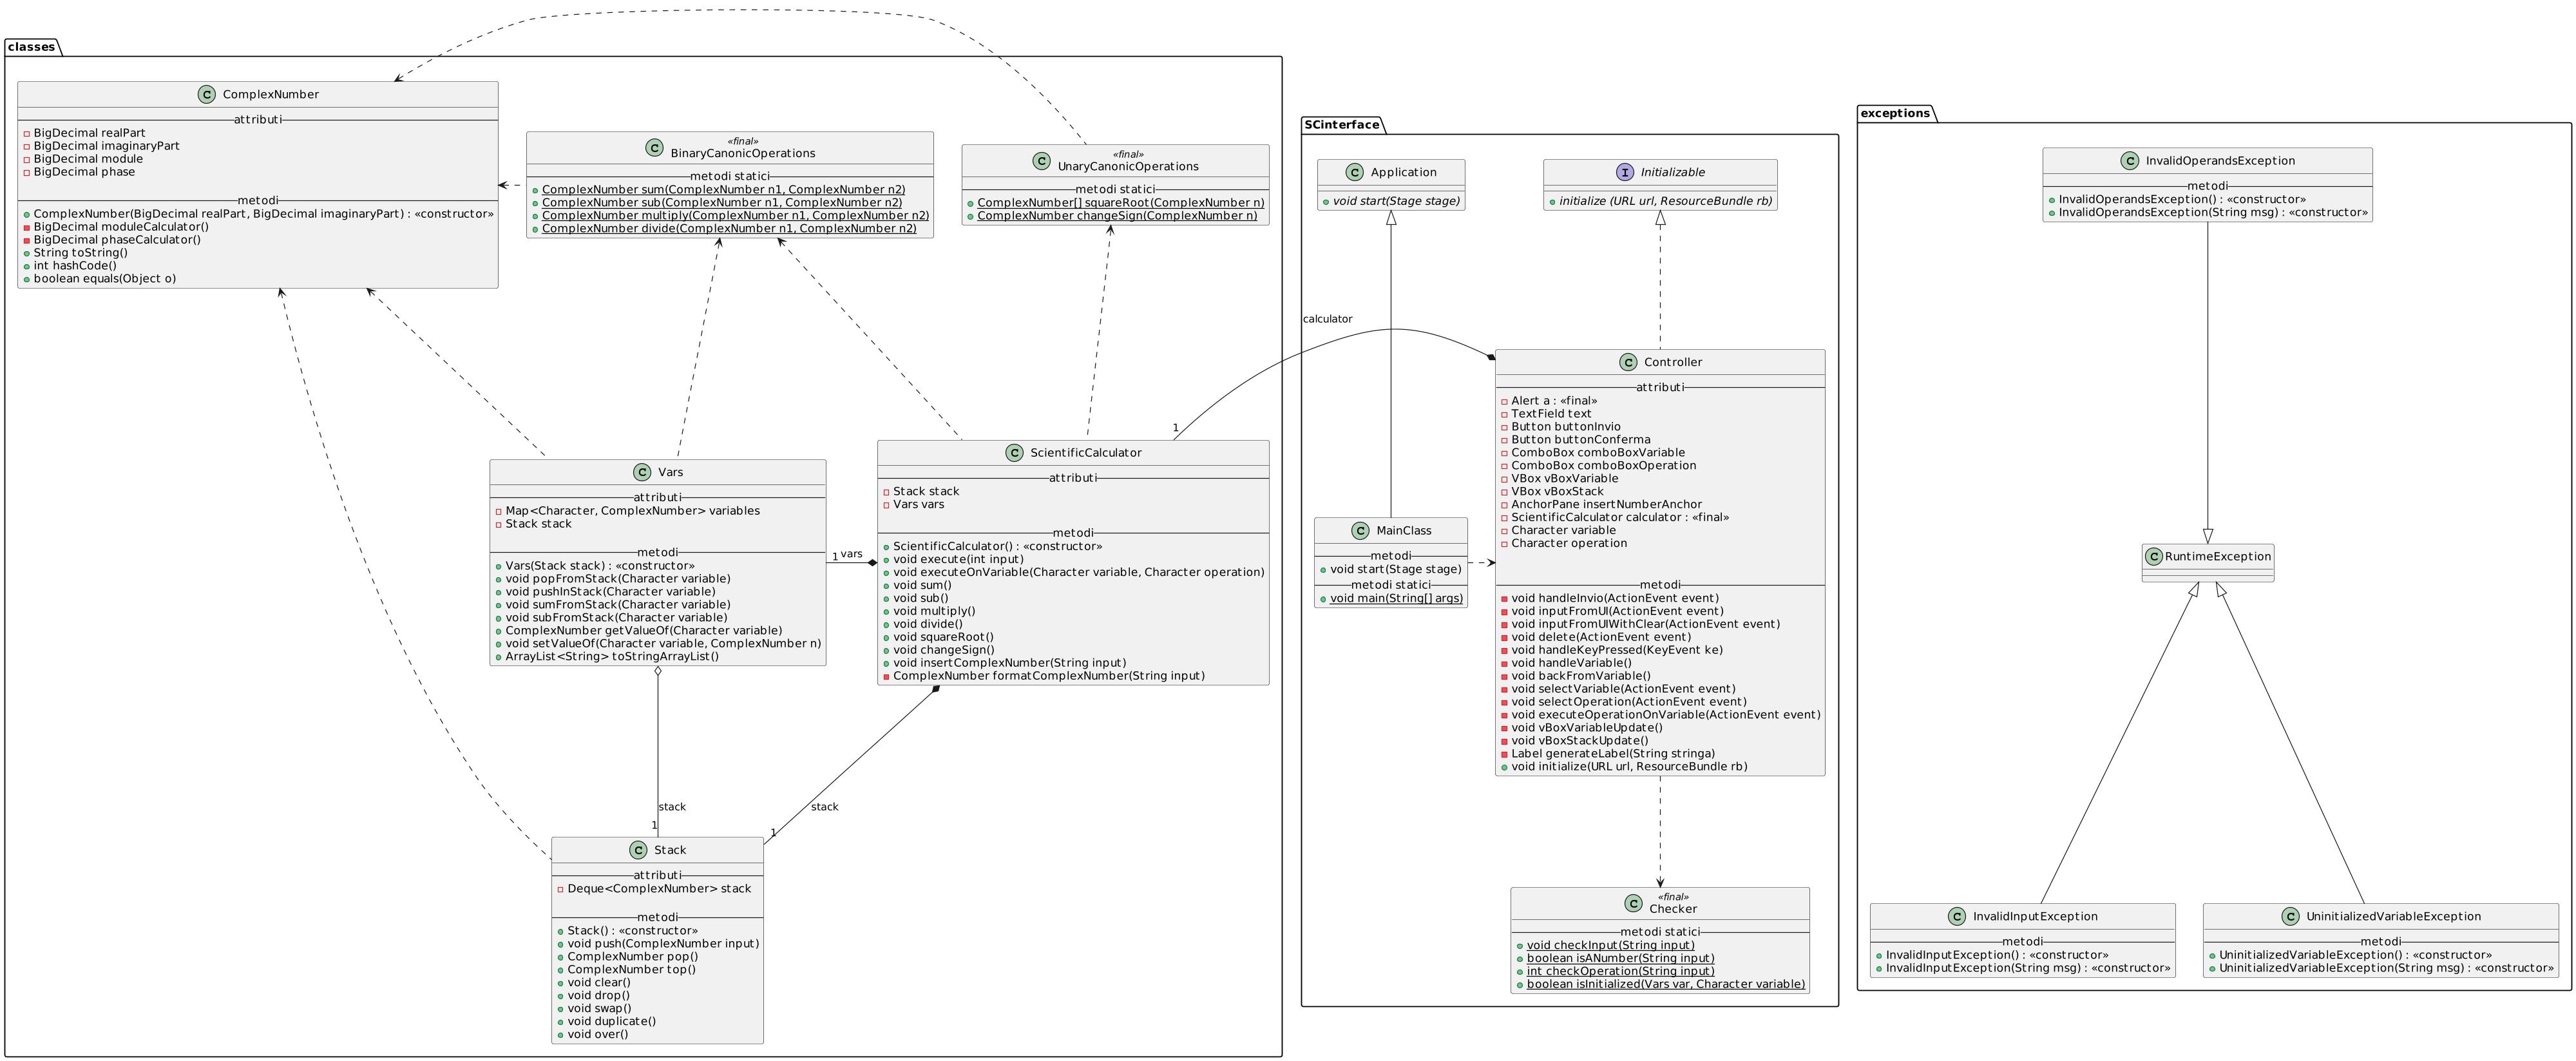 classes
ComplexNumber
attributi
BigDecimal realPart
BigDecimal imaginaryPart
BigDecimal module
BigDecimal phase
metodi
ComplexNumber(BigDecimal realPart, BigDecimal imaginaryPart) : «constructor»
BigDecimal moduleCalculator()
BigDecimal phaseCalculator()
String toString()
int hashCode()
boolean equals(Object o)
«final»
BinaryCanonicOperations
metodi statici
ComplexNumber sum(ComplexNumber n1, ComplexNumber n2)
ComplexNumber sub(ComplexNumber n1, ComplexNumber n2)
ComplexNumber multiply(ComplexNumber n1, ComplexNumber n2)
ComplexNumber divide(ComplexNumber n1, ComplexNumber n2)
«final»
UnaryCanonicOperations
metodi statici
ComplexNumber[] squareRoot(ComplexNumber n)
ComplexNumber changeSign(ComplexNumber n)
Vars
attributi
Map<Character, ComplexNumber> variables
Stack stack
metodi
Vars(Stack stack) : «constructor»
void popFromStack(Character variable)
void pushInStack(Character variable)
void sumFromStack(Character variable)
void subFromStack(Character variable)
ComplexNumber getValueOf(Character variable)
void setValueOf(Character variable, ComplexNumber n)
ArrayList<String> toStringArrayList()
1 vars
ScientificCalculator
attributi
Stack stack
Vars vars
metodi
ScientificCalculator() : «constructor»
void execute(int input)
void executeOnVariable(Character variable, Character operation)
void sum()
void sub()
void multiply()
void divide()
void squareRoot()
void changeSign()
void insertComplexNumber(String input)
ComplexNumber formatComplexNumber(String input)
stack
1
stack
1
Stack
attributi
Deque<ComplexNumber> stack
metodi
Stack() : «constructor»
void push(ComplexNumber input)
ComplexNumber pop()
ComplexNumber top()
void clear()
void drop()
void swap()
void duplicate()
void over()
SCinterface
Application
void start(Stage stage)
Initializable
initialize (URL url, ResourceBundle rb)
calculator
1
Controller
attributi
Alert a : «final»
TextField text
Button buttonInvio
Button buttonConferma
ComboBox comboBoxVariable
ComboBox comboBoxOperation
VBox vBoxVariable
VBox vBoxStack
AnchorPane insertNumberAnchor
ScientificCalculator calculator : «final»
Character variable
Character operation
metodi
void handleInvio(ActionEvent event)
void inputFromUI(ActionEvent event)
void inputFromUIWithClear(ActionEvent event)
void delete(ActionEvent event)
void handleKeyPressed(KeyEvent ke)
void handleVariable()
void backFromVariable()
void selectVariable(ActionEvent event)
void selectOperation(ActionEvent event)
void executeOperationOnVariable(ActionEvent event)
void vBoxVariableUpdate()
void vBoxStackUpdate()
Label generateLabel(String stringa)
void initialize(URL url, ResourceBundle rb)
MainClass
metodi
void start(Stage stage)
metodi statici
void main(String[] args)
«final»
Checker
metodi statici
void checkInput(String input)
boolean isANumber(String input)
int checkOperation(String input)
boolean isInitialized(Vars var, Character variable)
exceptions
InvalidOperandsException
metodi
InvalidOperandsException() : «constructor»
InvalidOperandsException(String msg) : «constructor»
RuntimeException
InvalidInputException
metodi
InvalidInputException() : «constructor»
InvalidInputException(String msg) : «constructor»
UninitializedVariableException
metodi
UninitializedVariableException() : «constructor»
UninitializedVariableException(String msg) : «constructor»